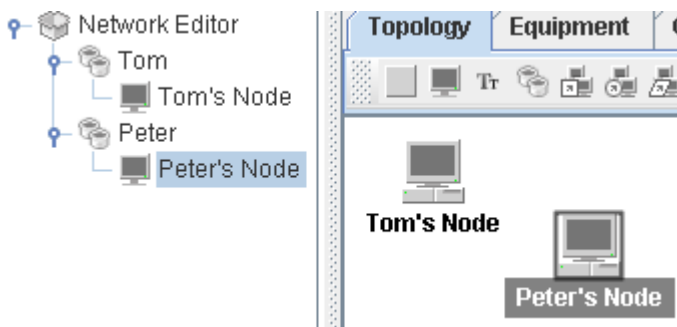 Network Editor
Tom
Tom's Node
Peter
Peter's Node
Topology
Equipment
Tт
Tom's Node
Peter's Node